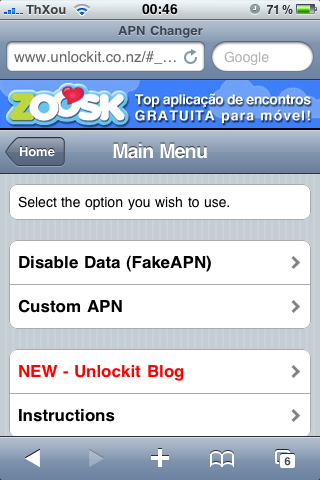 ThXou 00:46 71%
APN Changer
www.unlockit.co.nz/#_... Google
ZOOSK
Top aplicação de encontros
GRATUITA para móvel!
Home Main Menu
Select the option you wish to use.
Disable Data (FakeAPN)
Custom APN
NEW - Unlockit Blog
Instructions
6